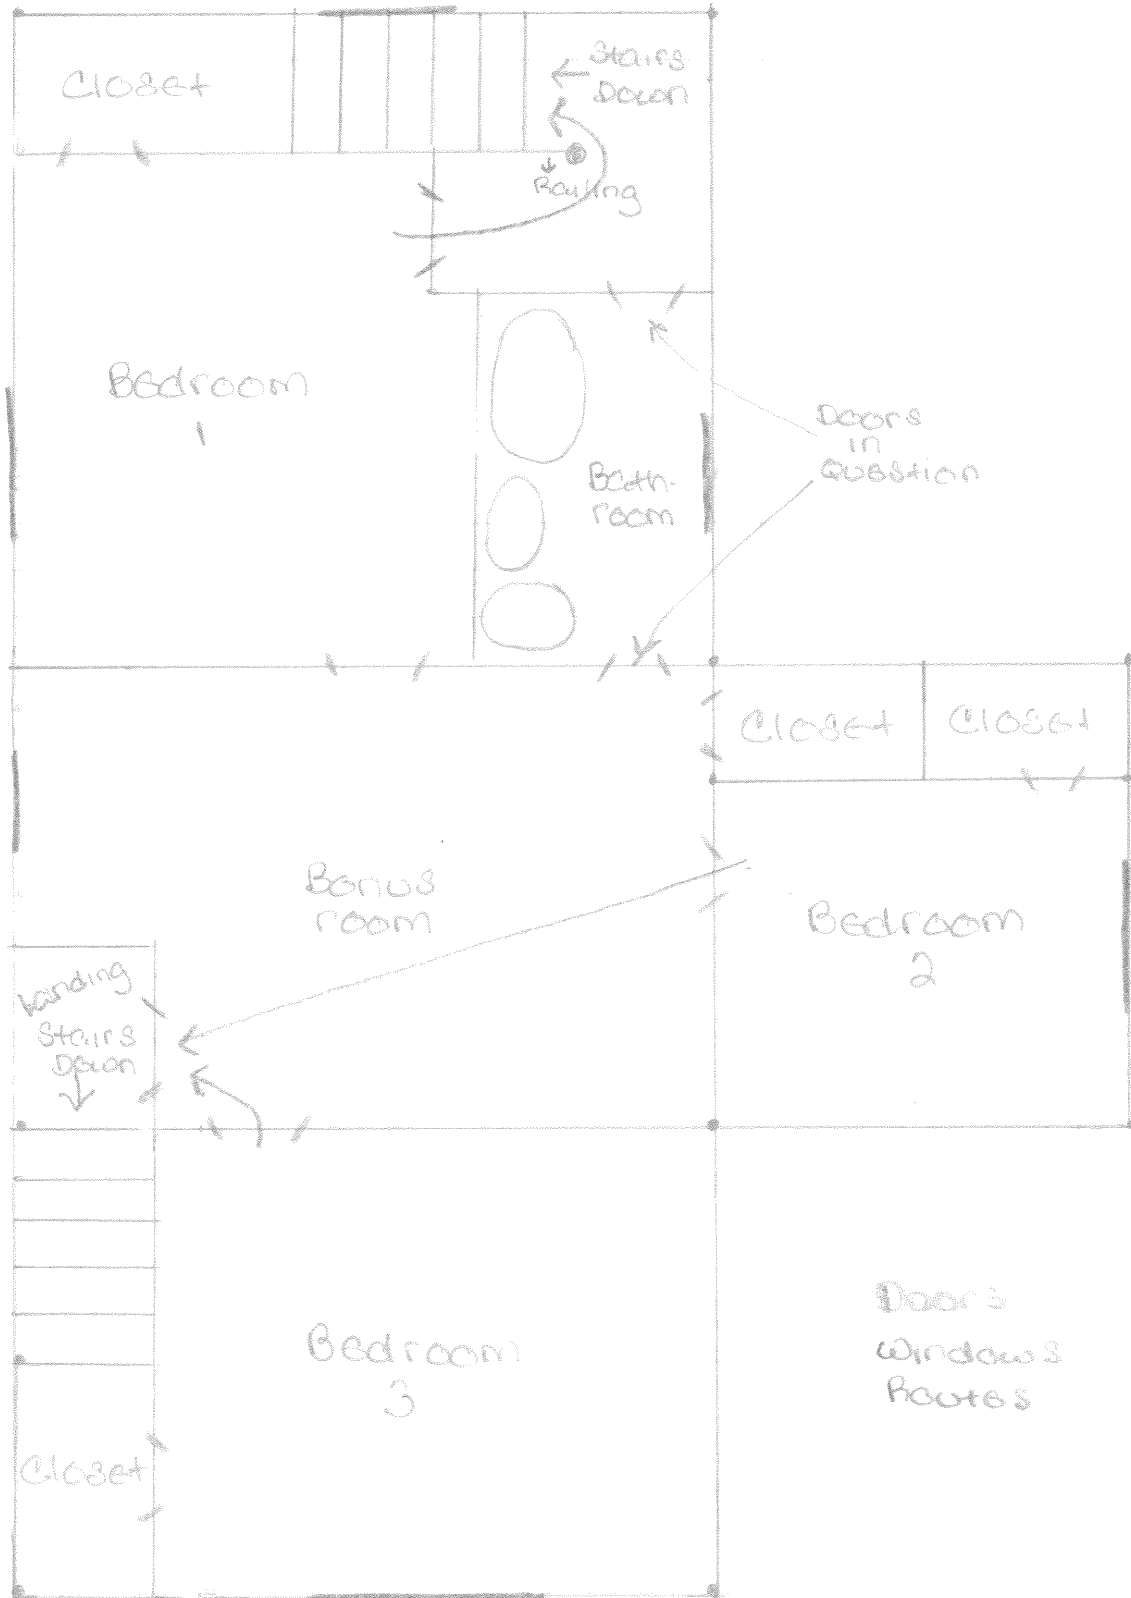 Closet
Stairs
Down
Railing
Bedroom
1
Doors
in
Question
Bath-
room
Closet
Closet
Bonus
room
Bedroom
2
Landing
Stairs
Down
Bedroom
3
Doors
Windows
Routes
Closet